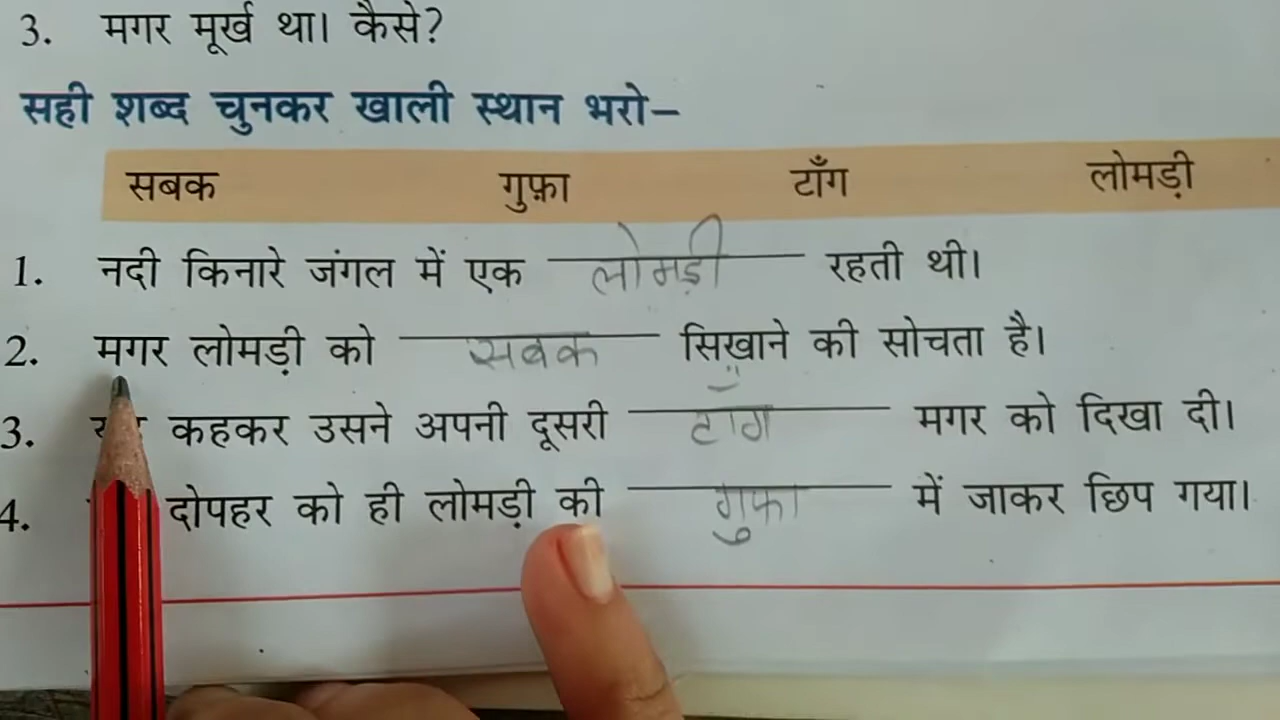 3. मगर मूर्ख था। कैसे?
सही शब्द चुनकर खाली स्थान भरो–
सबक गुफ़ा टाँग लोमड़ी
1. नदी किनारे जंगल में एक लोमड़ी रहती थी।
2. मगर लोमड़ी को सबक सिखाने की सोचता है।
3. कहकर उसने अपनी दूसरी टाँग मगर को दिखा दी।
4. दोपहर को ही लोमड़ी की गुफा में जाकर छिप गया।